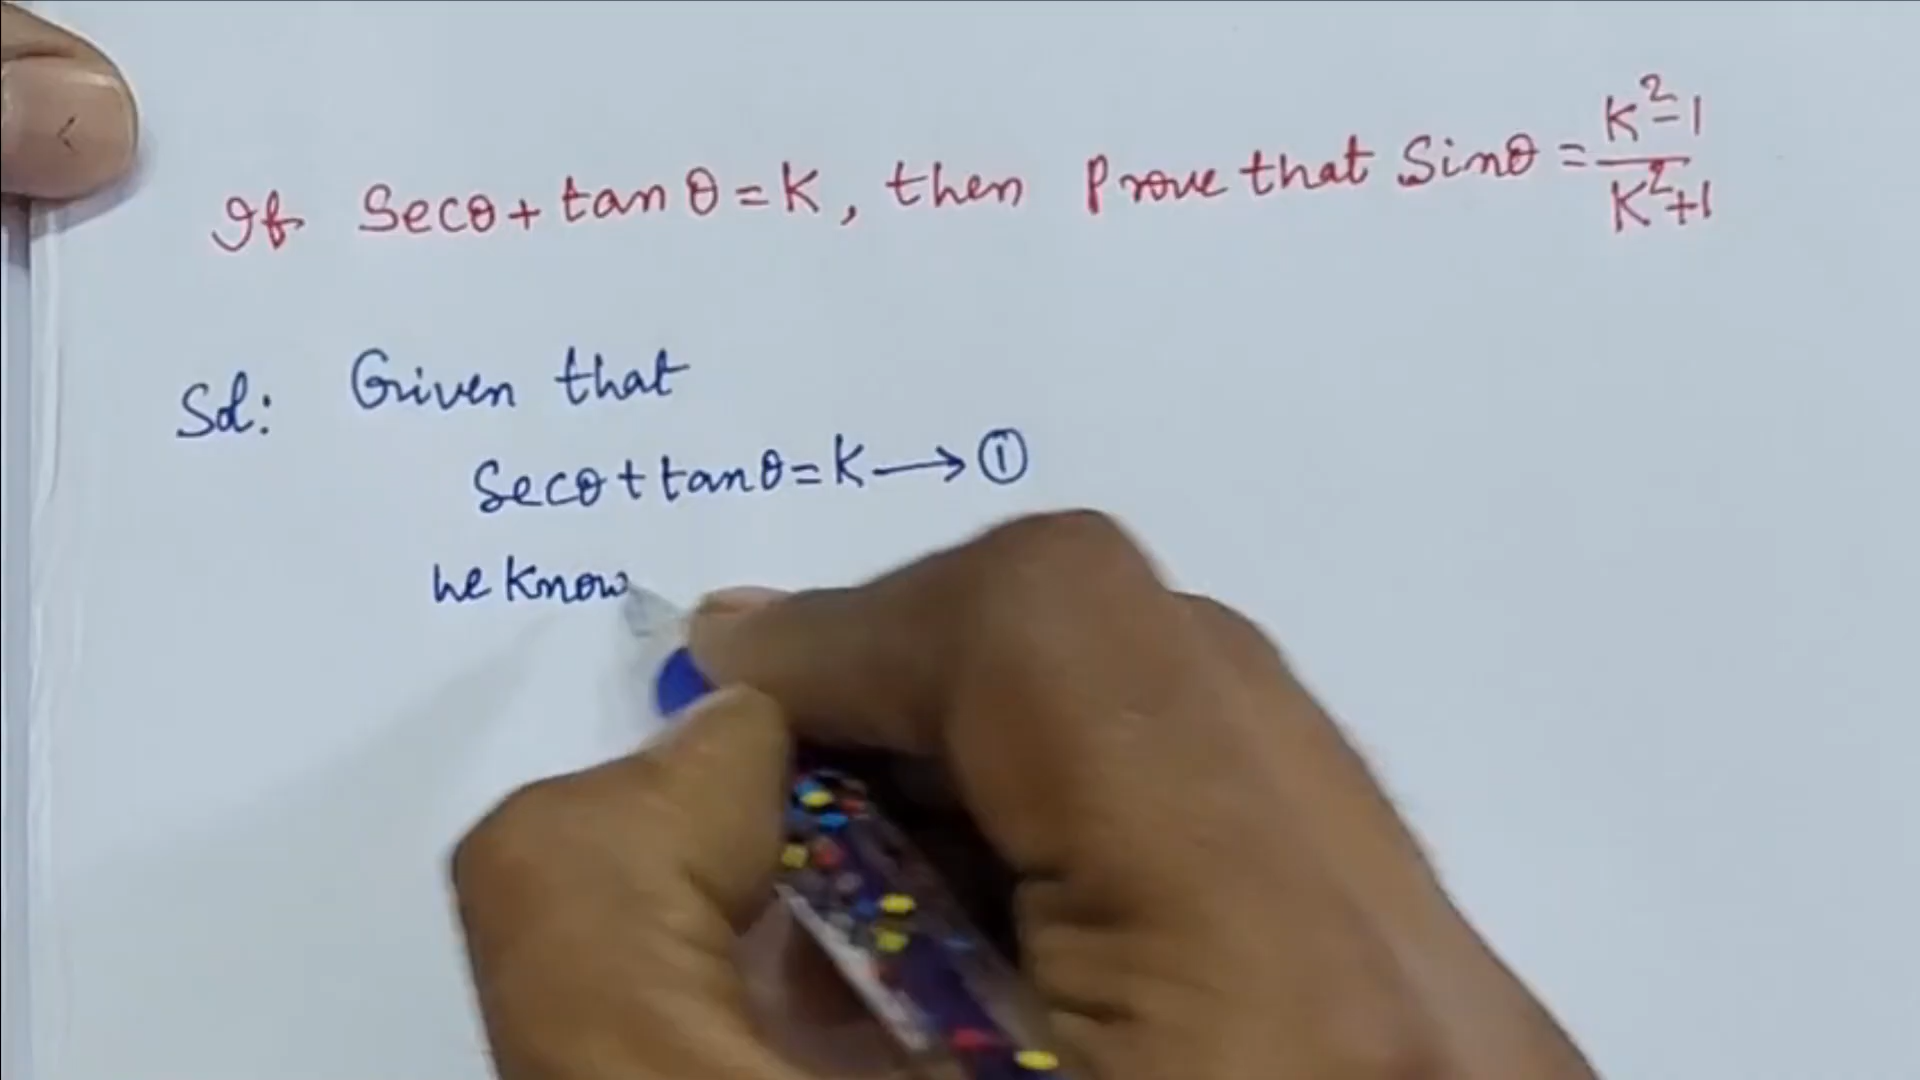 If Secθ + tan θ = K, then Prove that Sinθ = K²-1 / K²+1
Sol: Given that
Secθ + tanθ = K → ①
We know